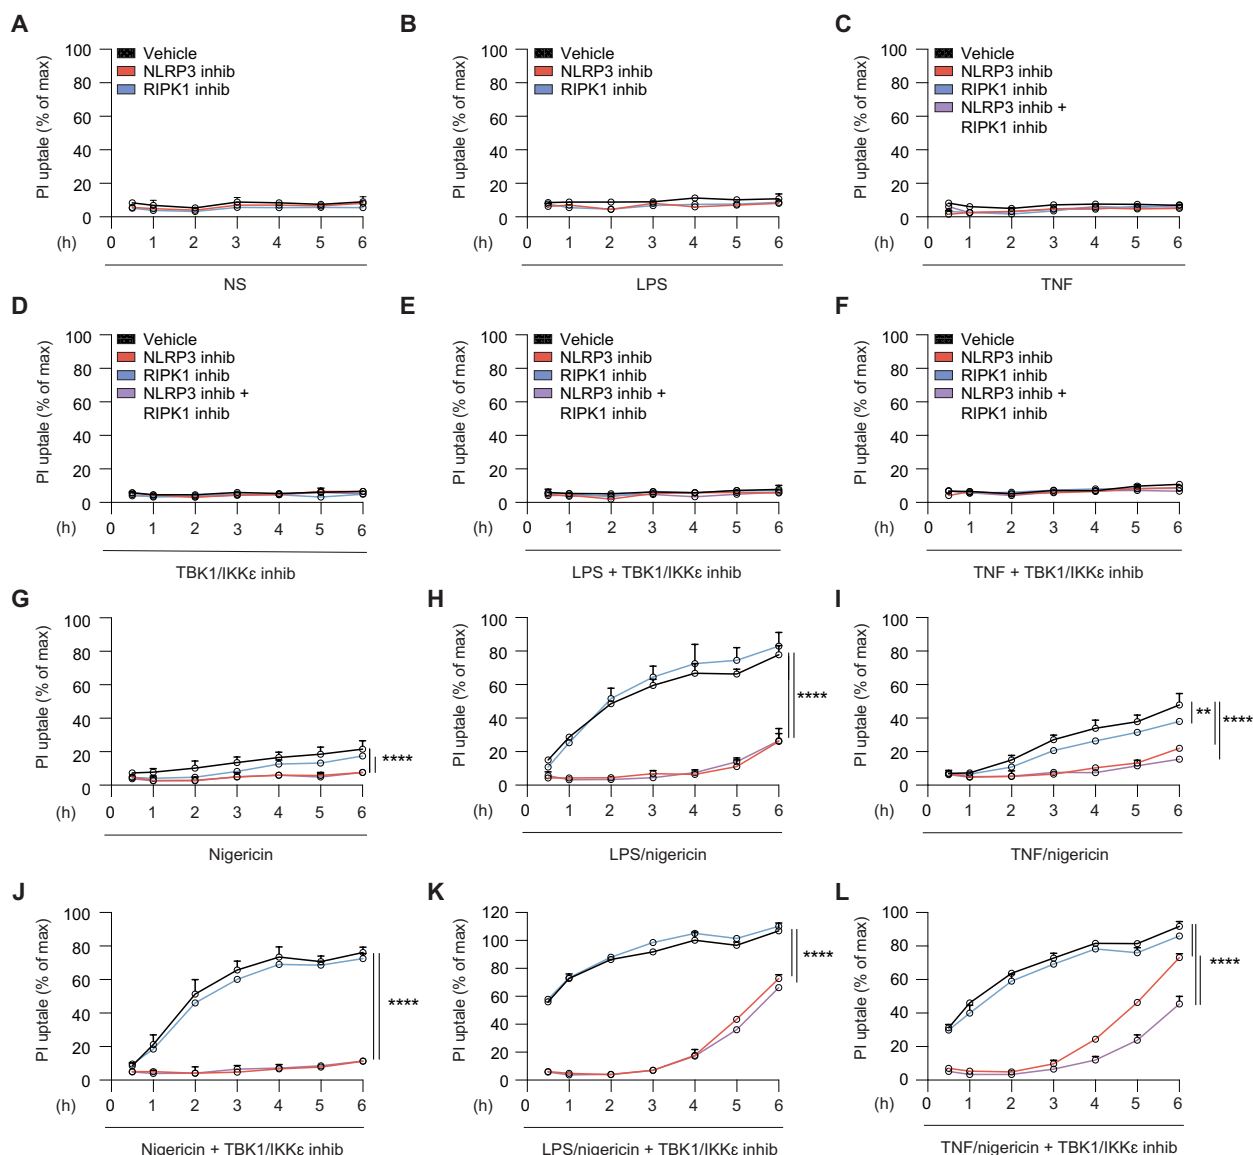 A
PI uptale (% of max)
100
80
60
40
20
0
Vehicle
NLRP3 inhib
RIPK1 inhib
(h)
0 1 2 3 4 5 6
NS
B
PI uptale (% of max)
100
80
60
40
20
0
Vehicle
NLRP3 inhib
RIPK1 inhib
0 1 2 3 4 5 6
LPS
C
PI uptale (% of max)
100
80
60
40
20
0
Vehicle
NLRP3 inhib
RIPK1 inhib
NLRP3 inhib +
RIPK1 inhib
(h)
0 1 2 3 4 5 6
TNF
D
PI uptale (% of max)
100
80
60
40
20
0
Vehicle
NLRP3 inhib
RIPK1 inhib
NLRP3 inhib +
RIPK1 inhib
(h)
0 1 2 3 4 5 6
TBK1/IKKε inhib
E
PI uptale (% of max)
100
80
60
40
20
0
Vehicle
NLRP3 inhib
RIPK1 inhib
NLRP3 inhib +
RIPK1 inhib
(h)
0 1 2 3 4 5 6
LPS + TBK1/IKKε inhib
F
PI uptale (% of max)
100
80
60
40
20
0
Vehicle
NLRP3 inhib
RIPK1 inhib
NLRP3 inhib +
RIPK1 inhib
(h)
0 1 2 3 4 5 6
TNF + TBK1/IKKε inhib
G
PI uptale (% of max)
100
80
60
40
20
0
****
(h)
0 1 2 3 4 5 6
Nigericin
H
PI uptale (% of max)
100
80
60
40
20
0
****
(h)
0 1 2 3 4 5 6
LPS/nigericin
I
PI uptale (% of max)
100
80
60
40
20
0
** ****
(h)
0 1 2 3 4 5 6
TNF/nigericin
J
PI uptale (% of max)
100
80
60
40
20
0
****
(h)
0 1 2 3 4 5 6
Nigericin + TBK1/IKKε inhib
K
PI uptale (% of max)
120
100
80
60
40
20
0
****
(h)
0 1 2 3 4 5 6
LPS/nigericin + TBK1/IKKε inhib
L
PI uptale (% of max)
100
80
60
40
20
0
****
(h)
0 1 2 3 4 5 6
TNF/nigericin + TBK1/IKKε inhib